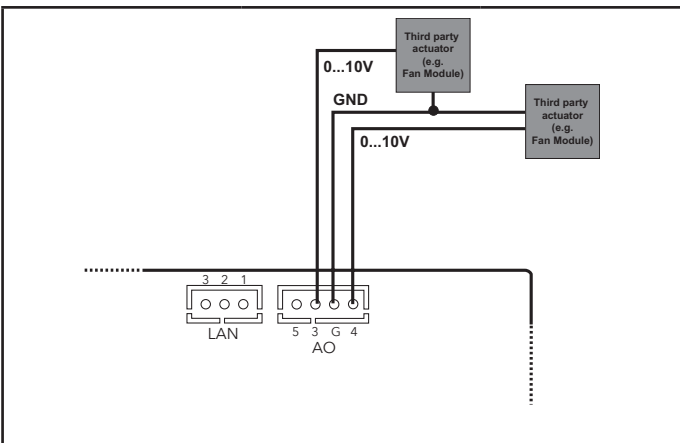 Third party
actuator
(e.g.
Fan Module)
0...10V
GND
Third party
actuator
(e.g.
Fan Module)
0...10V
3 2 1
LAN
5 3 G 4
AO